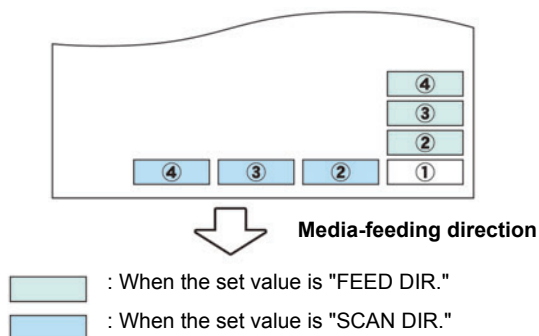 ④
③
②
④ ③ ② ①
Media-feeding direction
: When the set value is "FEED DIR."
: When the set value is "SCAN DIR."